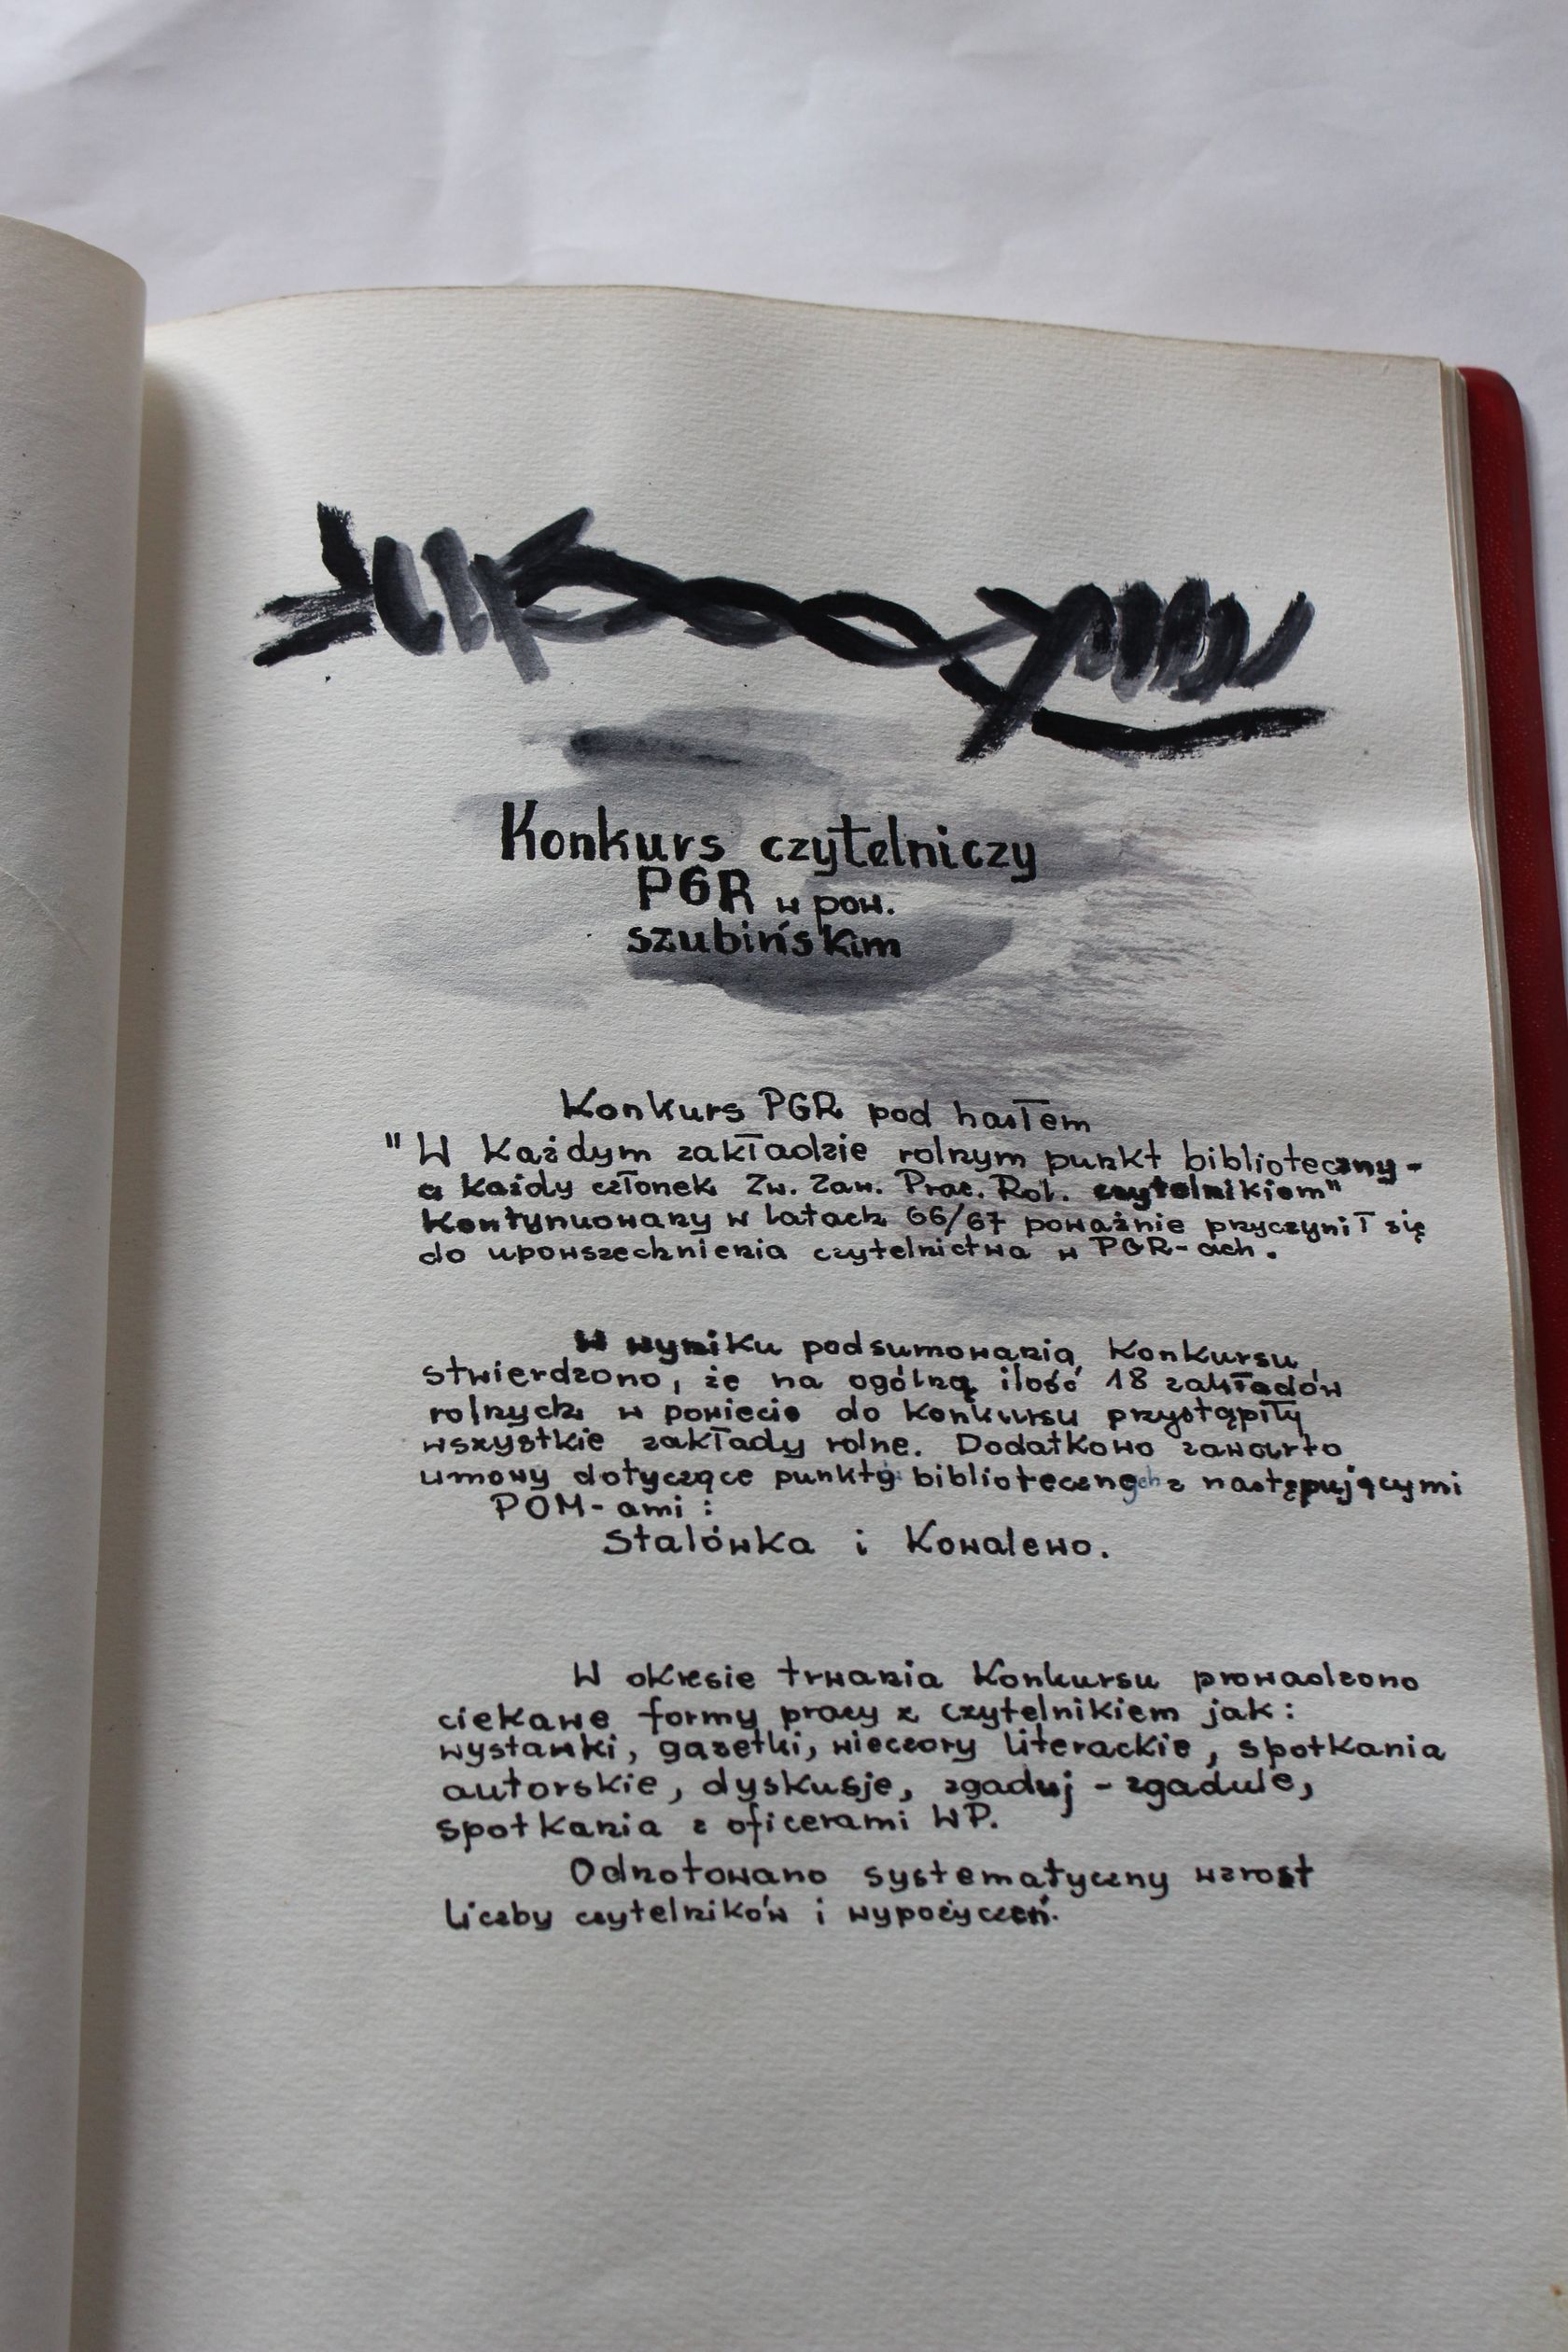 Konkurs czytelniczy
PGR w pow.
szubińskim
Konkurs PGR pod hasłem
"W każdym zakładzie rolnym punkt biblioteczny -
a każdy członek Zw. Zaw. Prac. Rol. czytelnikiem"
Kontynuowany w latach 66/67 poważnie przyczynił się
do upowszechnienia czytelnictwa w PGR-ach.
W wyniku podsumowania Konkursu
stwierdzono, że na ogólną ilość 18 zakładów
rolnych w powiecie do konkursu przystąpiły
wszystkie zakłady rolne. Dodatkowo zawarto
umowy dotyczące bibliotecznych z następującymi
POM-ami :
Stalówka i Kowalewo.
W okresie trwania Konkursu prowadzono
ciekawe formy pracy z czytelnikiem jak :
wystawki, gazetki, wieczory literackie, spotkania
autorskie, dyskusje, zgaduj - zgadule,
spotkania z oficerami WP.
Odnotowano systematyczny wzrost
liczby czytelników i wypożyczeń.